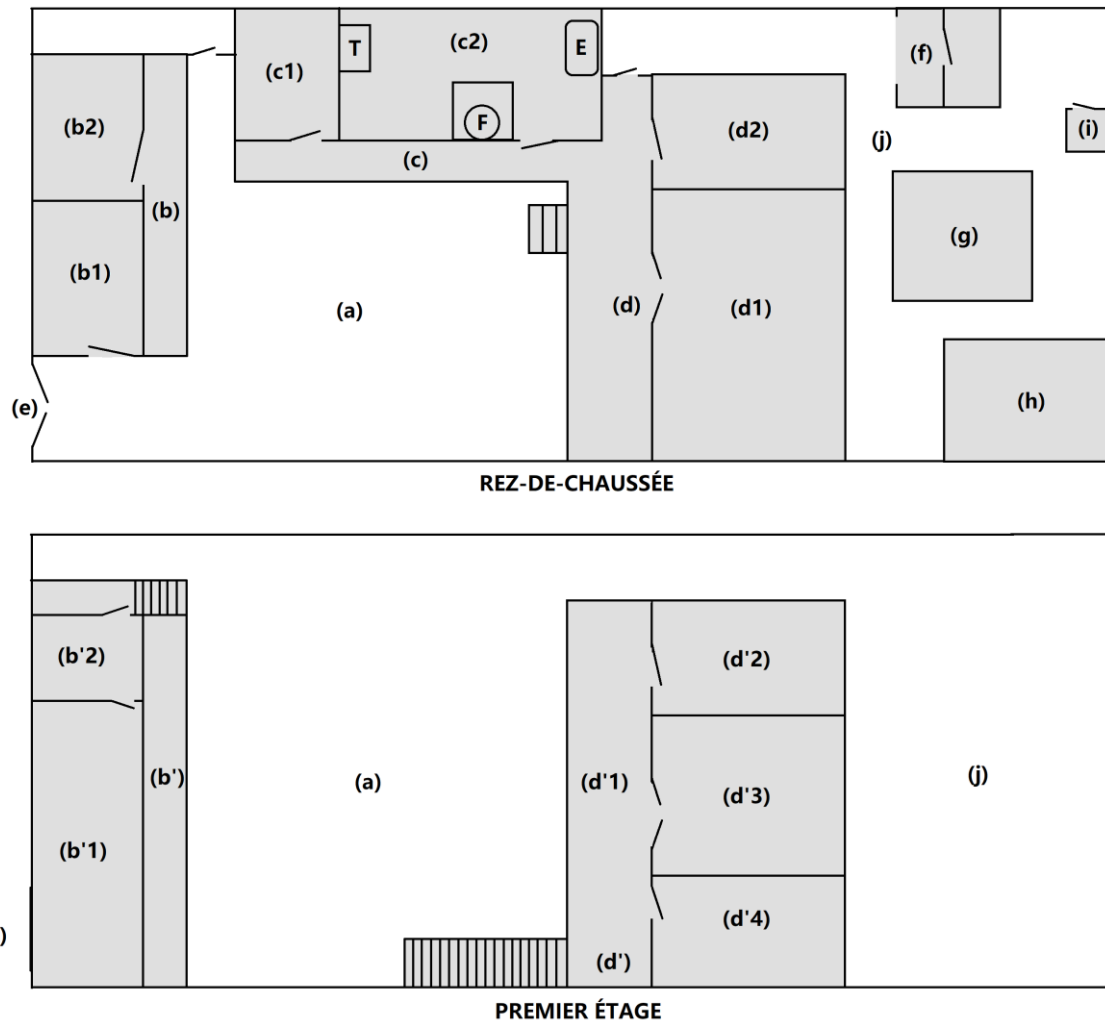 T
(c2)
E
(f)
(c1)
(b2)
F
(d2)
(j)
(i)
(c)
(b)
(g)
(b1)
(a)
(d)
(d1)
(e)
(h)
REZ-DE-CHAUSSÉE
(b'2)
(d'2)
(b')
(a)
(d'1)
(j)
(d'3)
(b'1)
(d'4)
)
(d')
PREMIER ÉTAGE